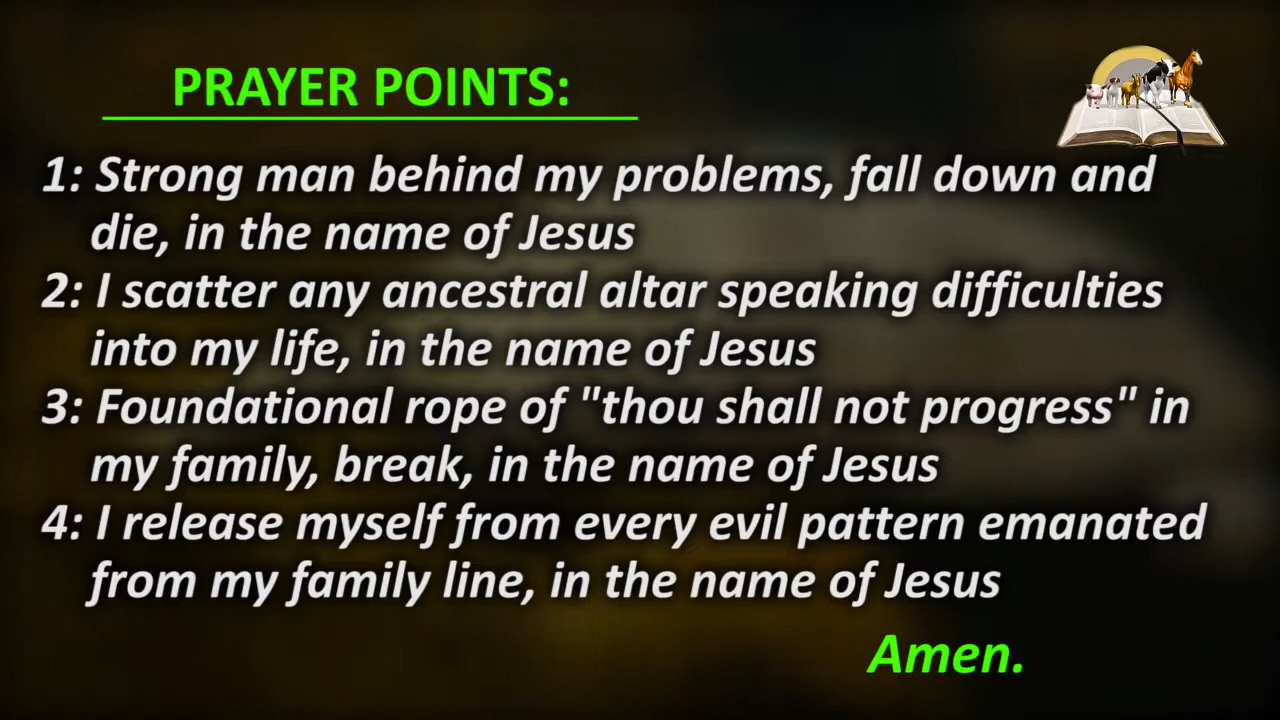 PRAYER POINTS:
1: Strong man behind my problems, fall down and
die, in the name of Jesus
2: I scatter any ancestral altar speaking difficulties
into my life, in the name of Jesus
3: Foundational rope of "thou shall not progress" in
my family, break, in the name of Jesus
4: I release myself from every evil pattern emanated
from my family line, in the name of Jesus
Amen.